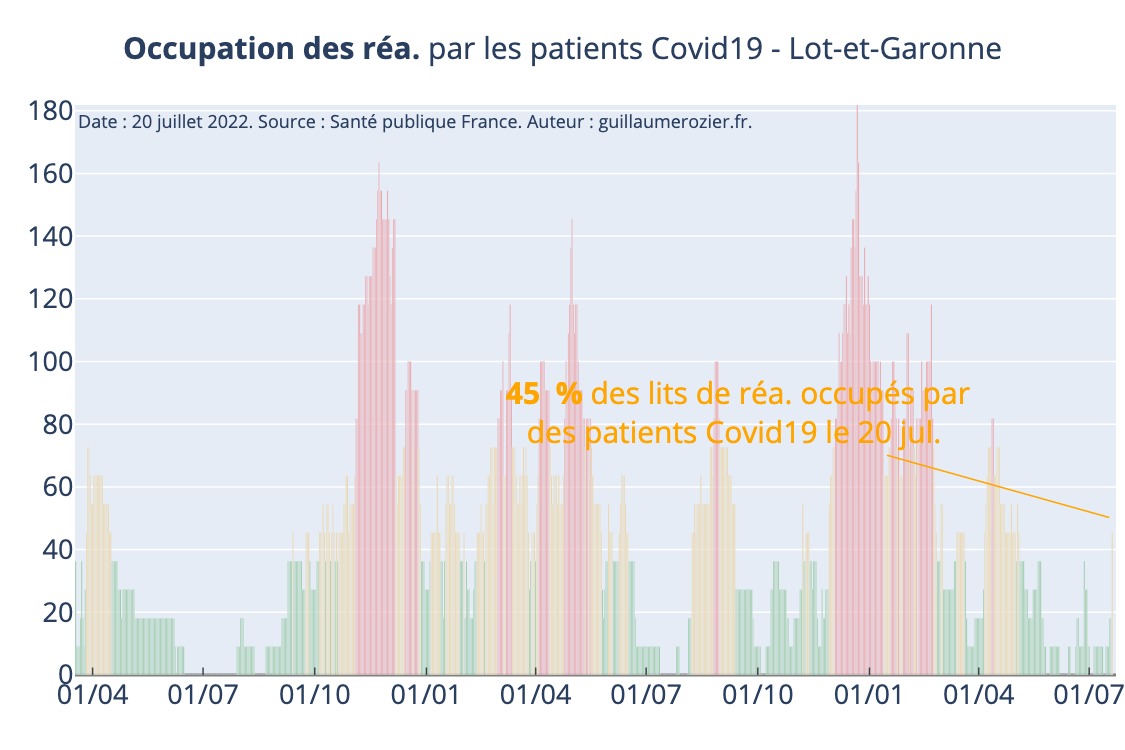 Occupation des réa. par les patients Covid19 - Lot-et-Garonne
180
Date : 20 juillet 2022. Source : Santé publique France. Auteur : guillaumerozier.fr.
160
140
120
100
45 % des lits de réa. occupés par
80
des patients Covid19 le 20 jul.
60
40
20
0
01/04 01/07 01/10 01/01 01/04 01/07 01/10 01/01 01/04 01/07